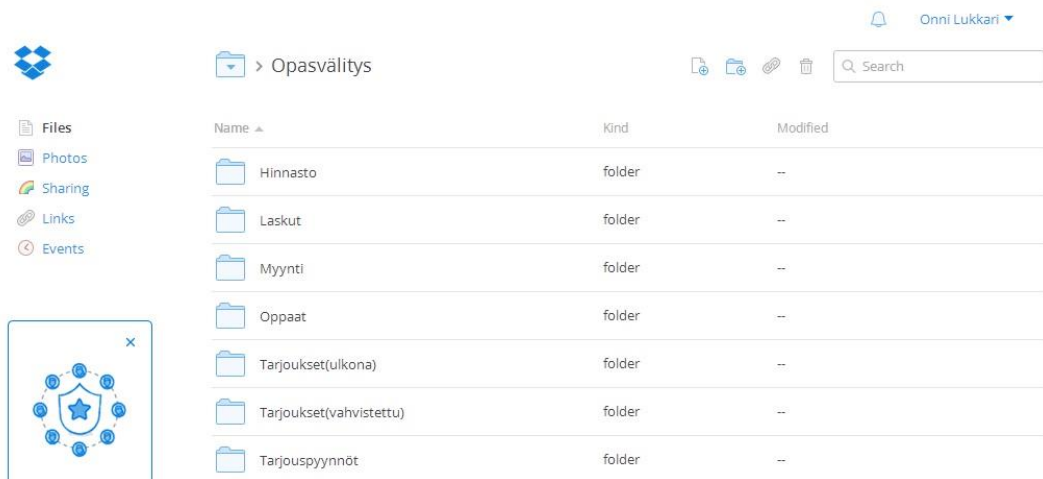 Onni Lukkari
> Opasvälitys
Search
Files
Photos
Sharing
Links
Events
Name Kind Modified
Hinnasto folder --
Laskut folder --
Myynti folder --
Oppaat folder --
Tarjoukset(ulkona) folder --
Tarjoukset(vahvistettu) folder --
Tarjouspyynnöt folder --